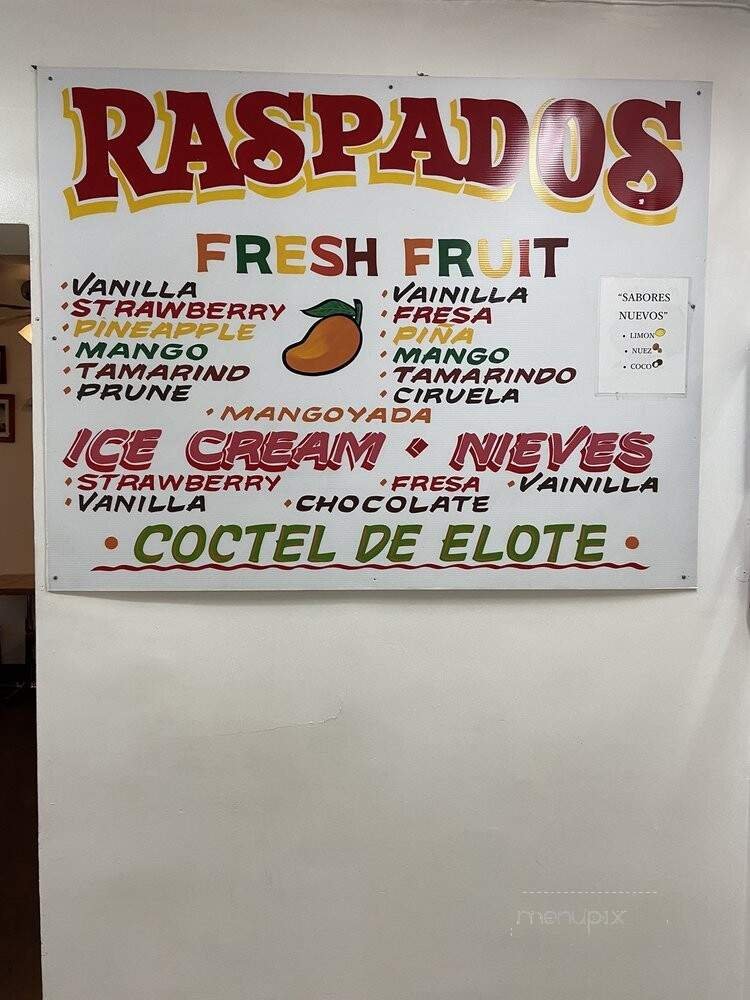 RASPADOS
FRESH FRUIT
• VANILLA
• STRAWBERRY
• PINEAPPLE
• MANGO
• TAMARIND
• PRUNE
• VAINILLA
• FRESA
• PIÑA
• MANGO
• TAMARINDO
• CIRUELA
• MANGOYADA
"SABORES
NUEVOS"
• LIMON
• NUEZ
• COCO
ICE CREAM • NIEVES
• STRAWBERRY • FRESA • VAINILLA
• VANILLA • CHOCOLATE
• COCTEL DE ELOTE •
menupix